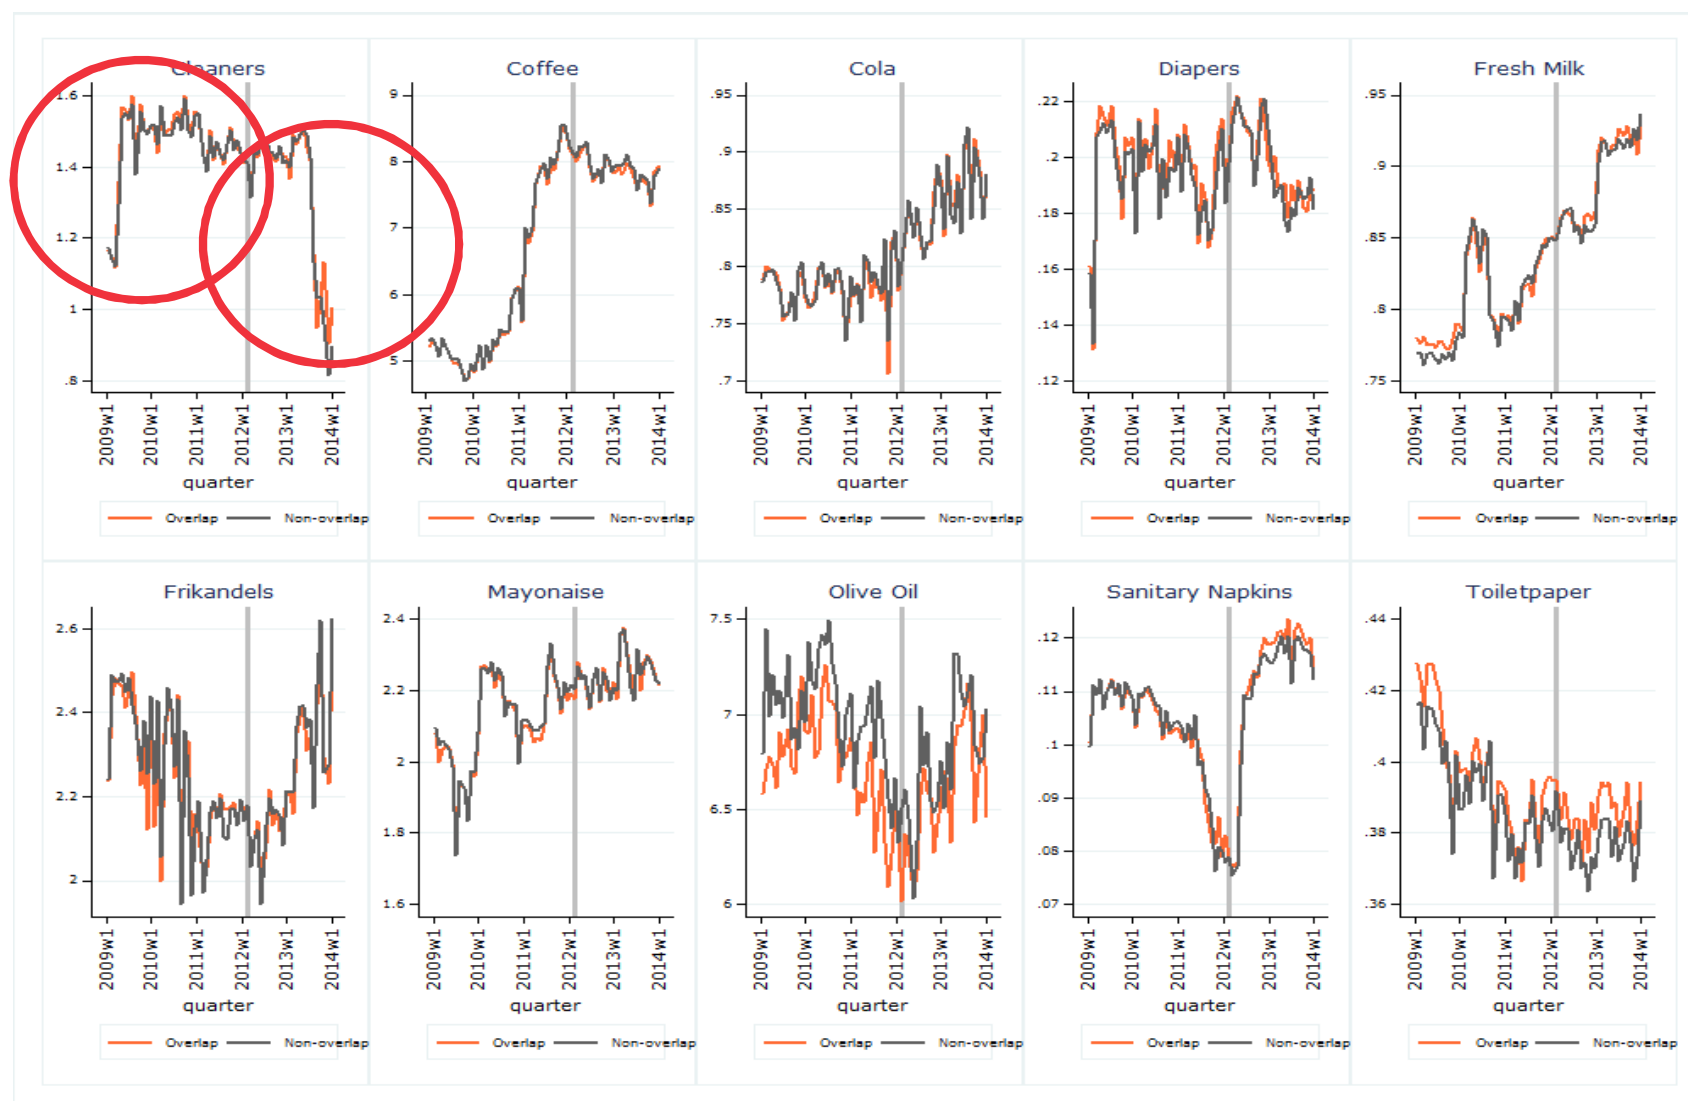 Cleaners
1.6
1.4
1.2
1
.8
2009w1
2010w1
2011w1
2012w1
2013w1
2014w1
quarter
Overlap
Non-overlap
Coffee
9
8
7
6
5
2009w1
2010w1
2011w1
2012w1
2013w1
2014w1
quarter
Overlap
Non-overlap
Cola
.95
.9
.85
.8
.75
.7
2009w1
2010w1
2011w1
2012w1
2013w1
2014w1
quarter
Overlap
Non-overlap
Diapers
.22
.2
.18
.16
.14
.12
2009w1
2010w1
2011w1
2012w1
2013w1
2014w1
quarter
Overlap
Non-overlap
Fresh Milk
.95
.9
.85
.8
.75
2009w1
2010w1
2011w1
2012w1
2013w1
2014w1
quarter
Overlap
Non-overlap
Frikandels
2.6
2.4
2.2
2
2009w1
2010w1
2011w1
2012w1
2013w1
2014w1
quarter
Overlap
Non-overlap
Mayonaise
2.4
2.2
2
1.8
1.6
2009w1
2010w1
2011w1
2012w1
2013w1
2014w1
quarter
Overlap
Non-overlap
Olive Oil
7.5
7
6.5
6
2009w1
2010w1
2011w1
2012w1
2013w1
2014w1
quarter
Overlap
Non-overlap
Sanitary Napkins
.12
.11
.1
.09
.08
.07
2009w1
2010w1
2011w1
2012w1
2013w1
2014w1
quarter
Overlap
Non-overlap
Toiletpaper
.44
.42
.4
.38
.36
2009w1
2010w1
2011w1
2012w1
2013w1
2014w1
quarter
Overlap
Non-overlap